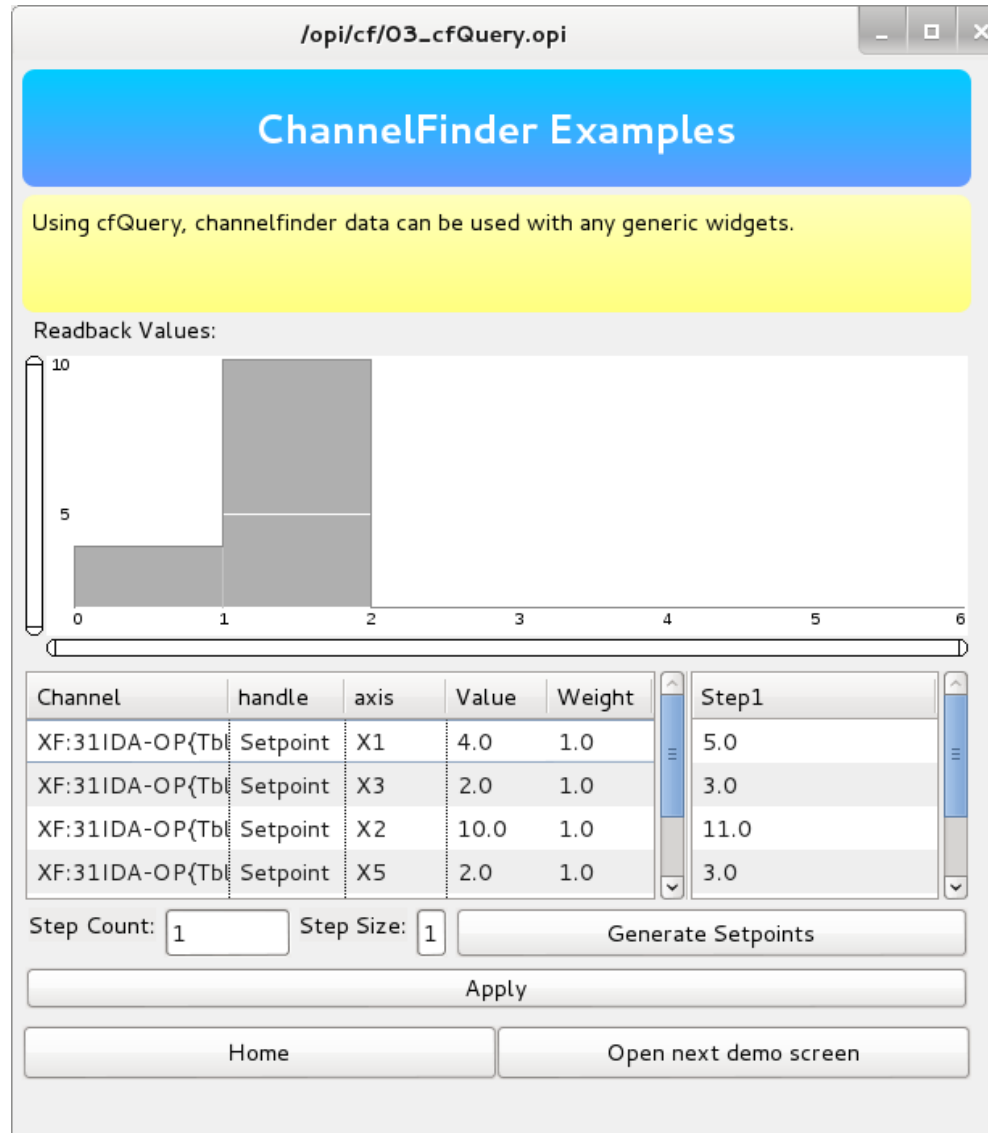 /opi/cf/03_cfQuery.opi
ChannelFinder Examples
Using cfQuery, channelfinder data can be used with any generic widgets.
Readback Values:
10
5
0 1 2 3 4 5 6
Channel handle axis Value Weight Step1
XF:31IDA-OP{Tbl Setpoint X1 4.0 1.0 5.0
XF:31IDA-OP{Tbl Setpoint X3 2.0 1.0 3.0
XF:31IDA-OP{Tbl Setpoint X2 10.0 1.0 11.0
XF:31IDA-OP{Tbl Setpoint X5 2.0 1.0 3.0
Step Count: 1 Step Size: 1 Generate Setpoints
Apply
Home Open next demo screen